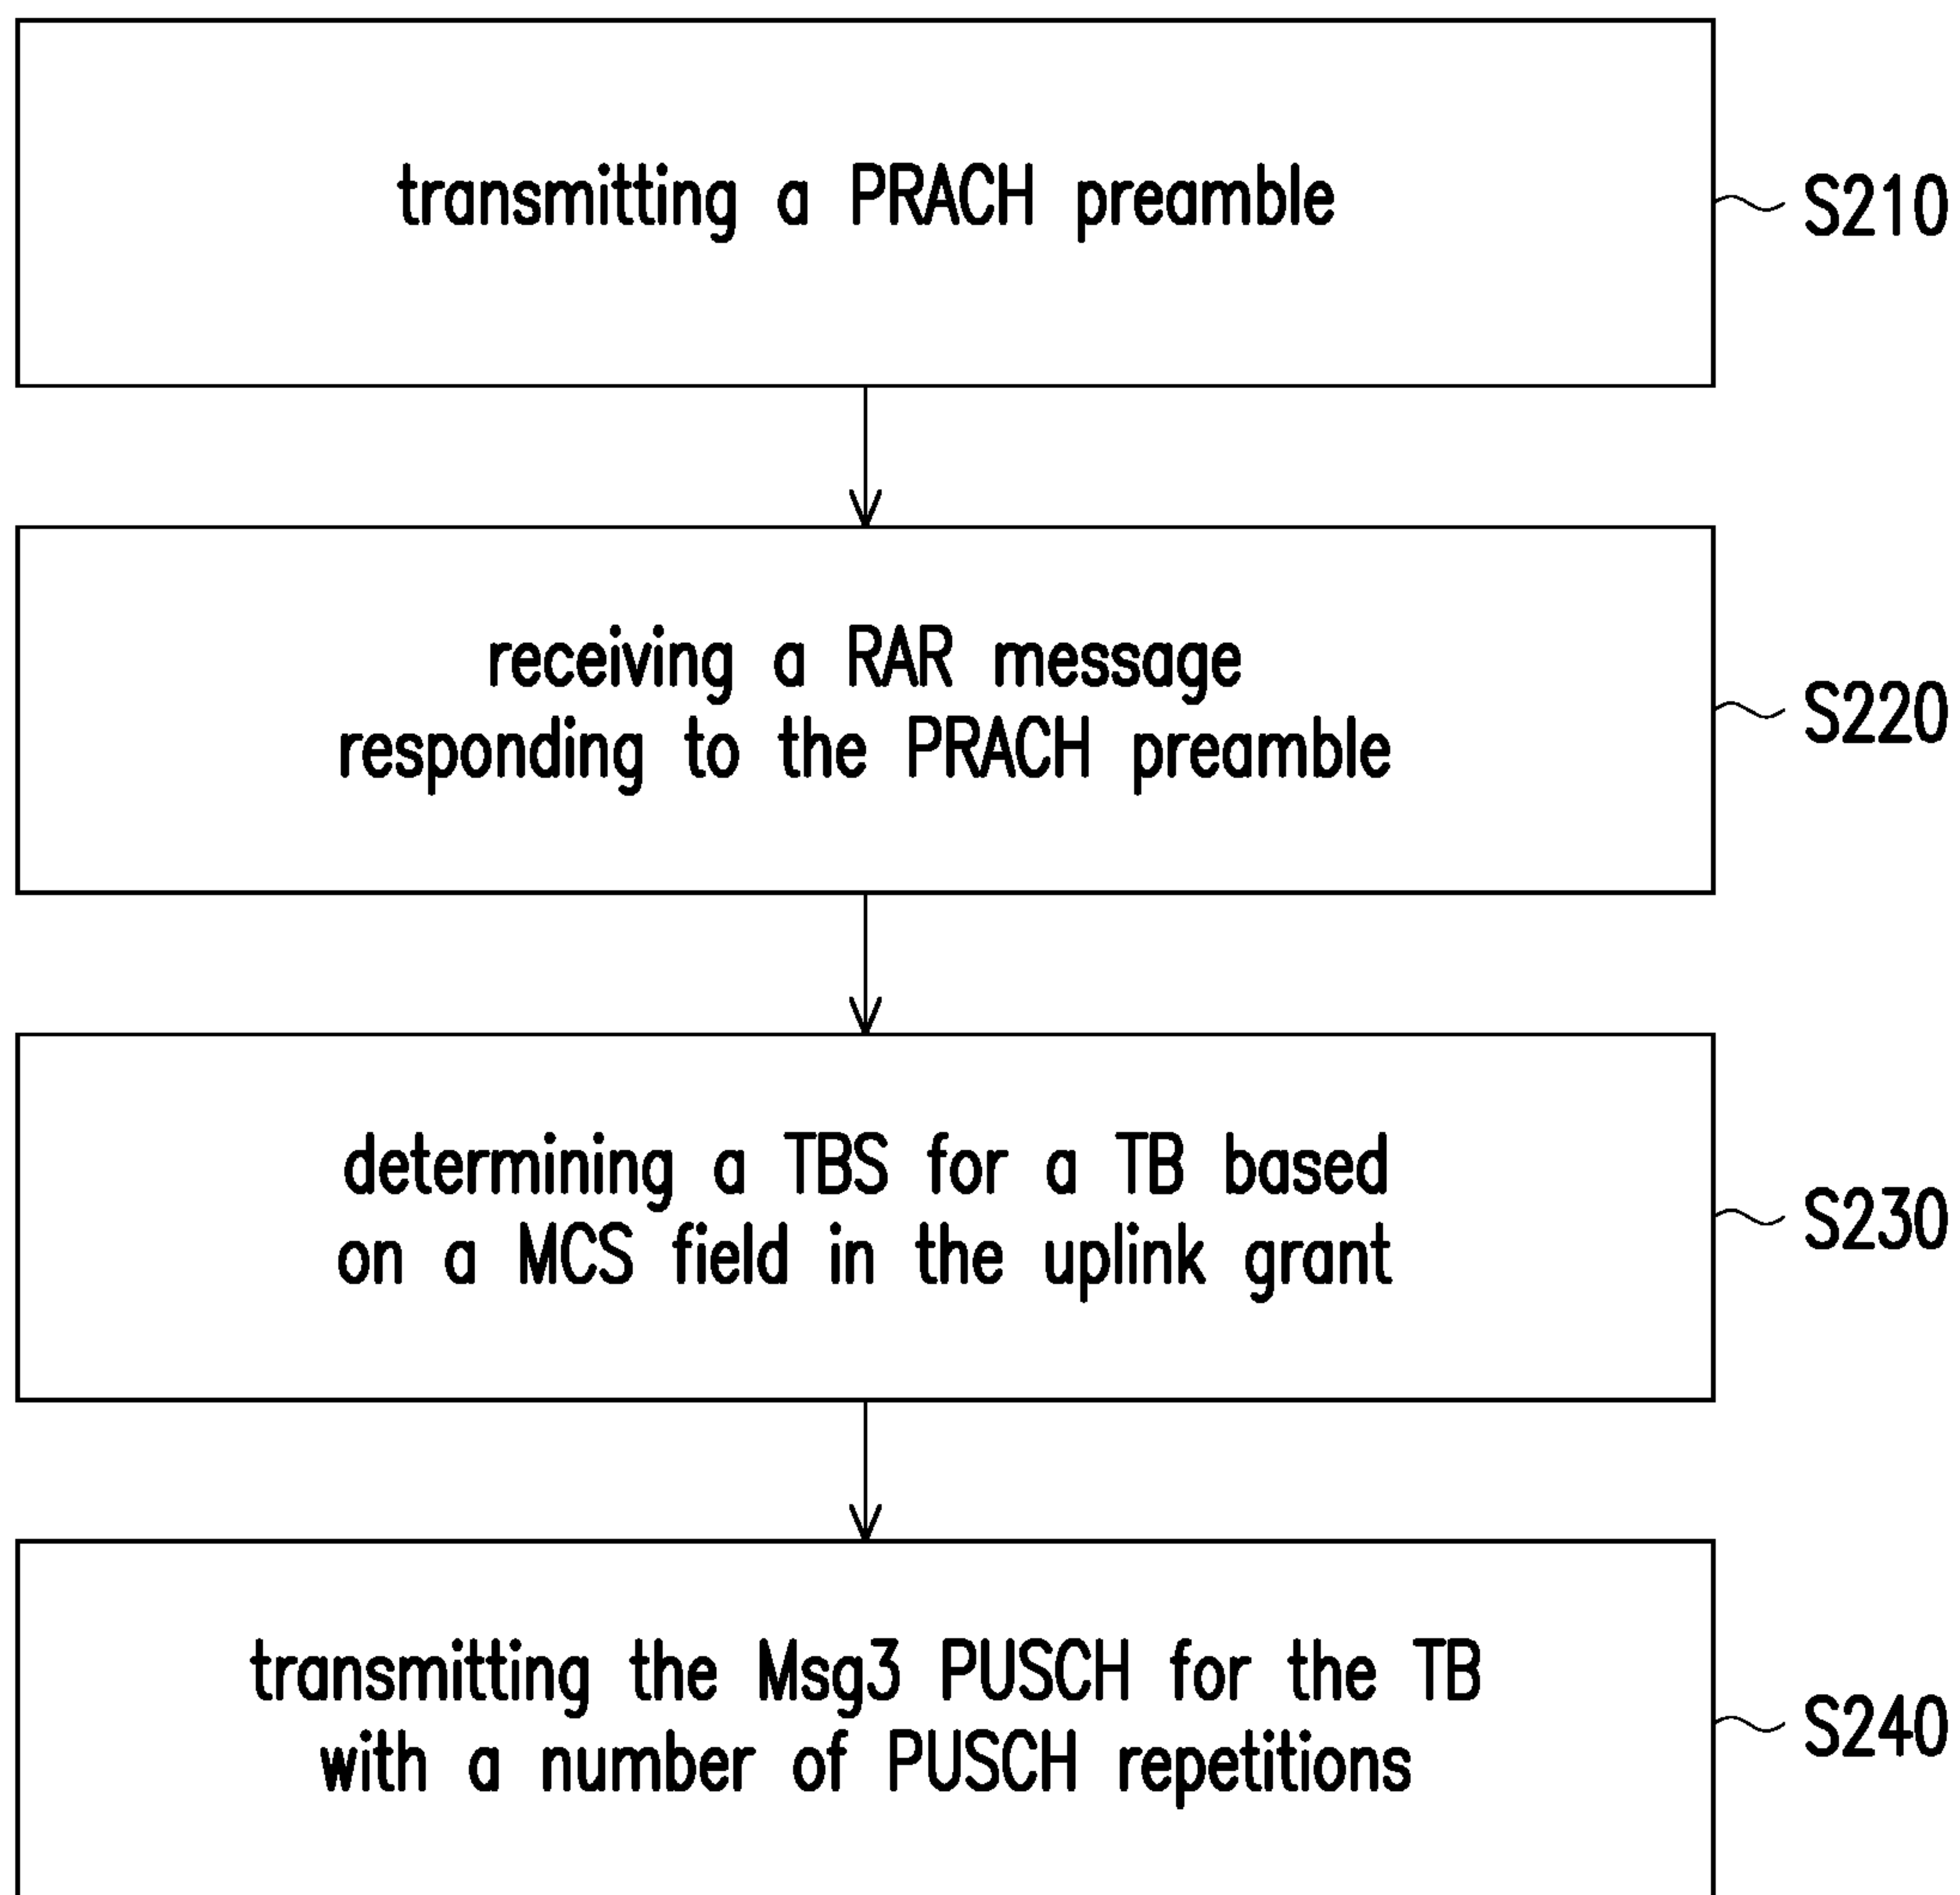 transmitting a PRACH preamble
S210
receiving a RAR message
responding to the PRACH preamble
S220
determining a TBS for a TB based
on a MCS field in the uplink grant
S230
transmitting the Msg3 PUSCH for the TB
with a number of PUSCH repetitions
S240